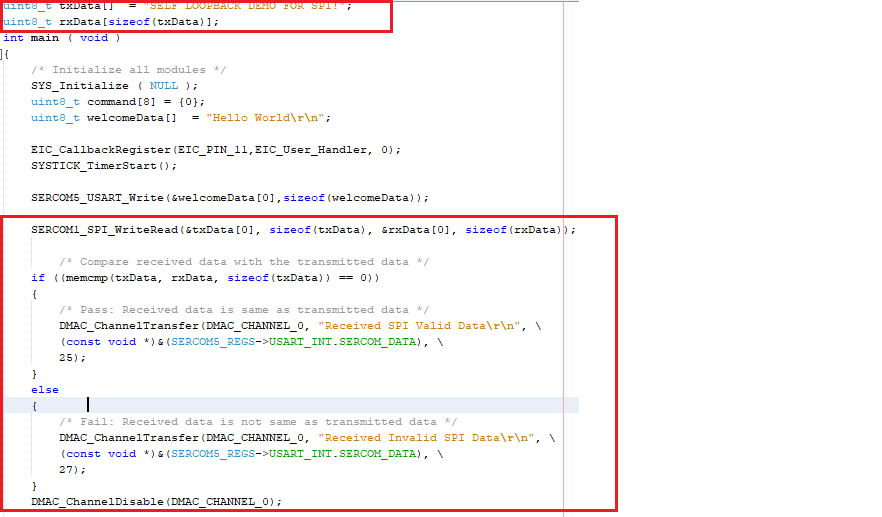 uint8_t txData[]  = "SELF LOOPBACK DEMO FOR SPI!";
uint8_t rxData[sizeof(txData)];
int main ( void )
{
/* Initialize all modules */
SYS_Initialize ( NULL );
uint8_t command[8] = {0};
uint8_t welcomeData[]  = "Hello World\r\n";
EIC_CallbackRegister(EIC_PIN_11,EIC_User_Handler, 0);
SYSTICK_TimerStart();
SERCOM5_USART_Write(&welcomeData[0],sizeof(welcomeData));
SERCOM1_SPI_WriteRead(&txData[0], sizeof(txData), &rxData[0], sizeof(rxData));
/* Compare received data with the transmitted data */
if ((memcmp(txData, rxData, sizeof(txData)) == 0))
{
/* Pass: Received data is same as transmitted data */
DMAC_ChannelTransfer(DMAC_CHANNEL_0, "Received SPI Valid Data\r\n", \
(const void *)&(SERCOM5_REGS->USART_INT.SERCOM_DATA), \
25);
}
else
{
/* Fail: Received data is not same as transmitted data */
DMAC_ChannelTransfer(DMAC_CHANNEL_0, "Received Invalid SPI Data\r\n", \
(const void *)&(SERCOM5_REGS->USART_INT.SERCOM_DATA), \
27);
}
DMAC_ChannelDisable(DMAC_CHANNEL_0);